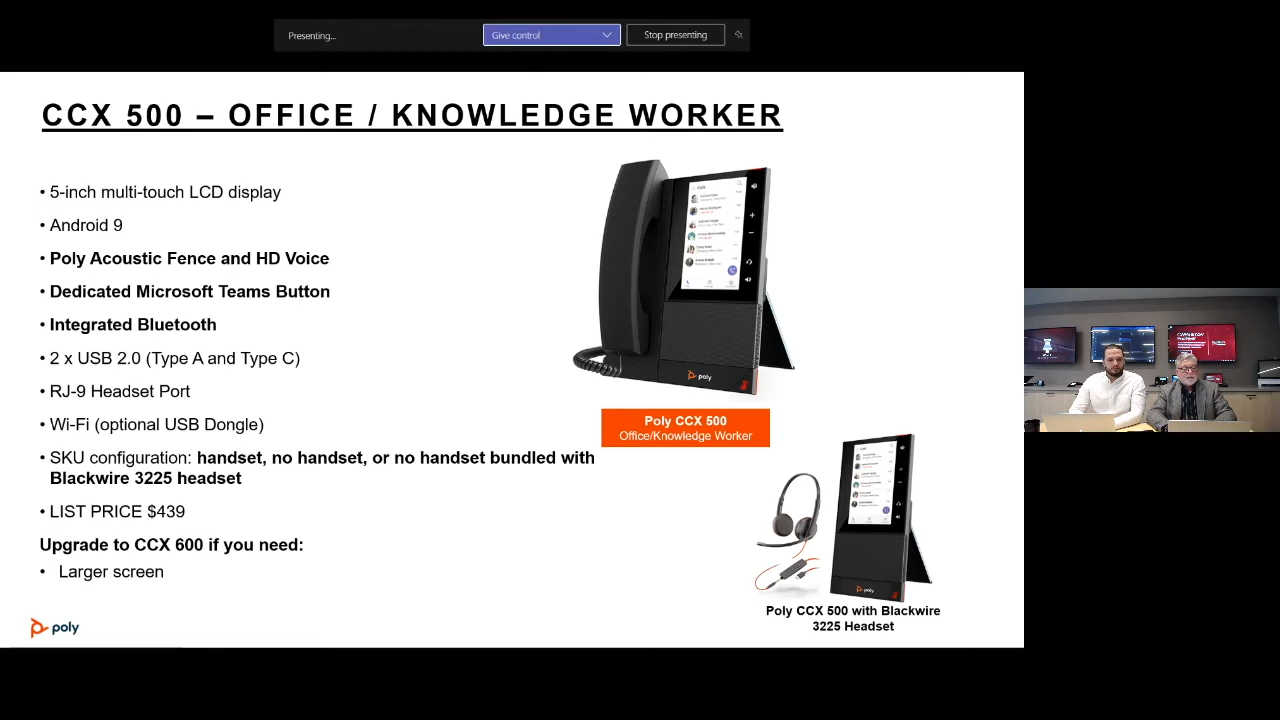 Presenting...
Give control
Stop presenting
CCX 500 – OFFICE / KNOWLEDGE WORKER
• 5-inch multi-touch LCD display
• Android 9
• Poly Acoustic Fence and HD Voice
• Dedicated Microsoft Teams Button
• Integrated Bluetooth
• 2 x USB 2.0 (Type A and Type C)
• RJ-9 Headset Port
• Wi-Fi (optional USB Dongle)
• SKU configuration: handset, no handset, or no handset bundled with
Blackwire 3225 headset
• LIST PRICE $439
Upgrade to CCX 600 if you need:
• Larger screen
poly
Calls
poly
Poly CCX 500
Office/Knowledge Worker
poly
Poly CCX 500 with Blackwire
3225 Headset